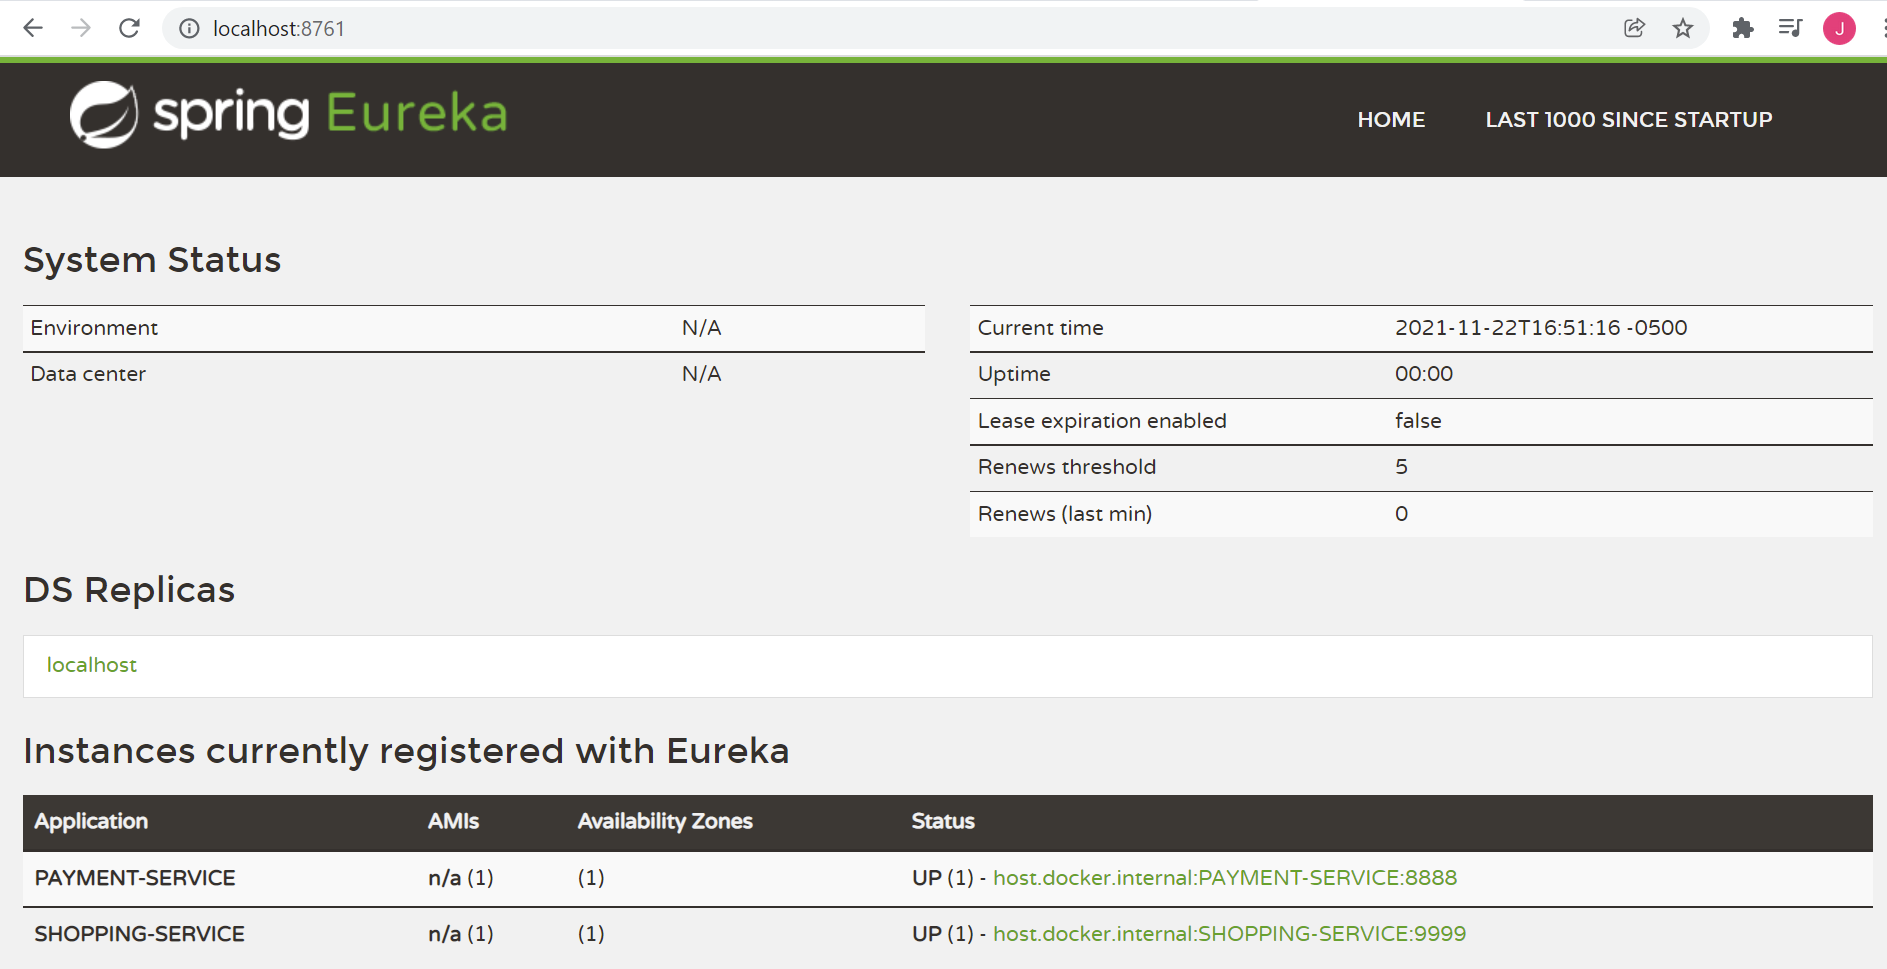 localhost:8761
J
spring Eureka
HOME LAST 1000 SINCE STARTUP
System Status
Environment N/A
Data center N/A
Current time 2021-11-22T16:51:16 -0500
Uptime 00:00
Lease expiration enabled false
Renews threshold 5
Renews (last min) 0
DS Replicas
localhost
Instances currently registered with Eureka
Application AMIs Availability Zones Status
PAYMENT-SERVICE n/a (1) (1) UP (1) - host.docker.internal:PAYMENT-SERVICE:8888
SHOPPING-SERVICE n/a (1) (1) UP (1) - host.docker.internal:SHOPPING-SERVICE:9999